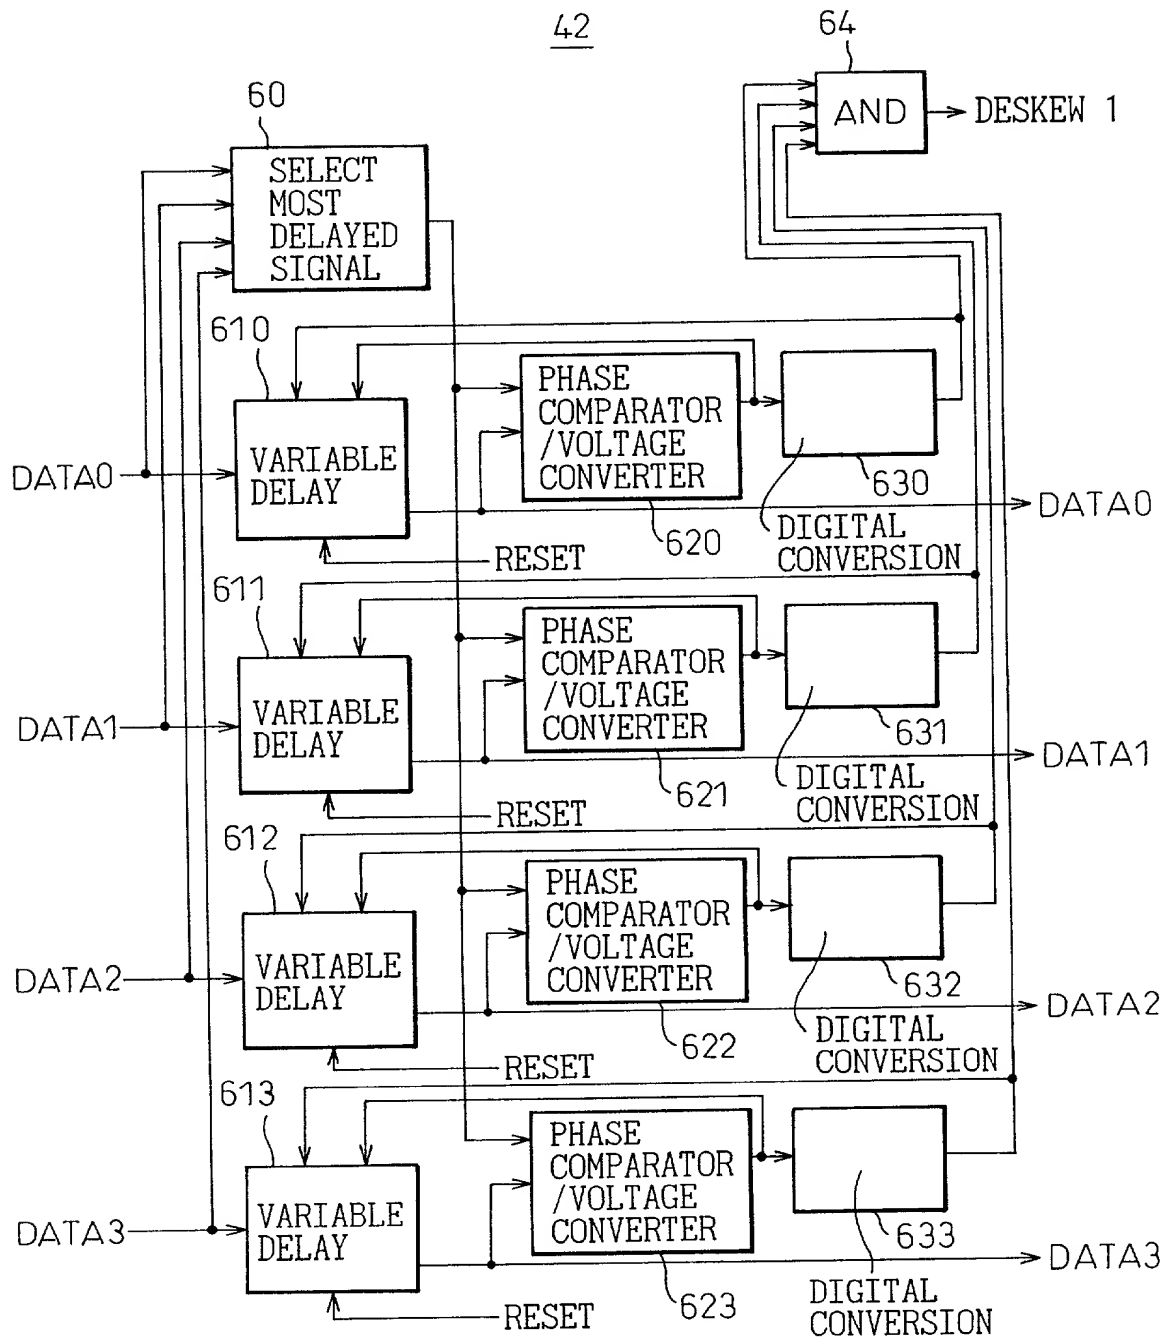 42
64
AND
DESKEW 1
60
SELECT
MOST
DELAYED
SIGNAL
610
PHASE
COMPARATOR
/VOLTAGE
CONVERTER
VARIABLE
DELAY
DATA0
630
DATA0
620
DIGITAL
CONVERSION
RESET
611
PHASE
COMPARATOR
/VOLTAGE
CONVERTER
VARIABLE
DELAY
DATA1
631
DATA1
621
DIGITAL
CONVERSION
RESET
612
PHASE
COMPARATOR
/VOLTAGE
CONVERTER
VARIABLE
DELAY
DATA2
632
DATA2
622
DIGITAL
CONVERSION
RESET
613
PHASE
COMPARATOR
/VOLTAGE
CONVERTER
VARIABLE
DELAY
DATA3
633
DATA3
623
DIGITAL
CONVERSION
RESET